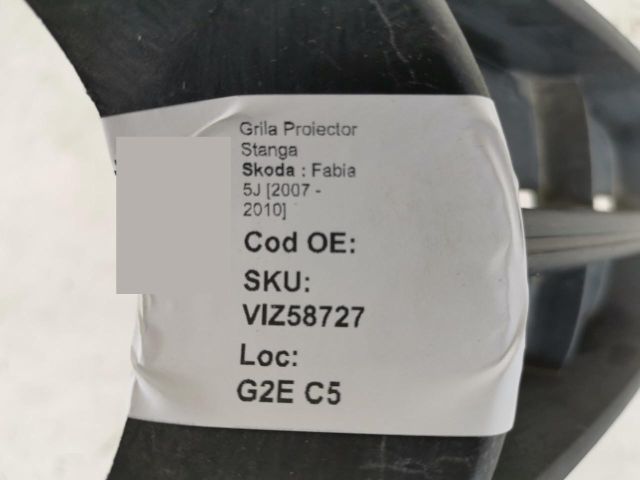 Grila Proiector
Stanga
Skoda : Fabia
5J [2007 -
2010]
Cod OE:
SKU:
VIZ58727
Loc:
G2E C5